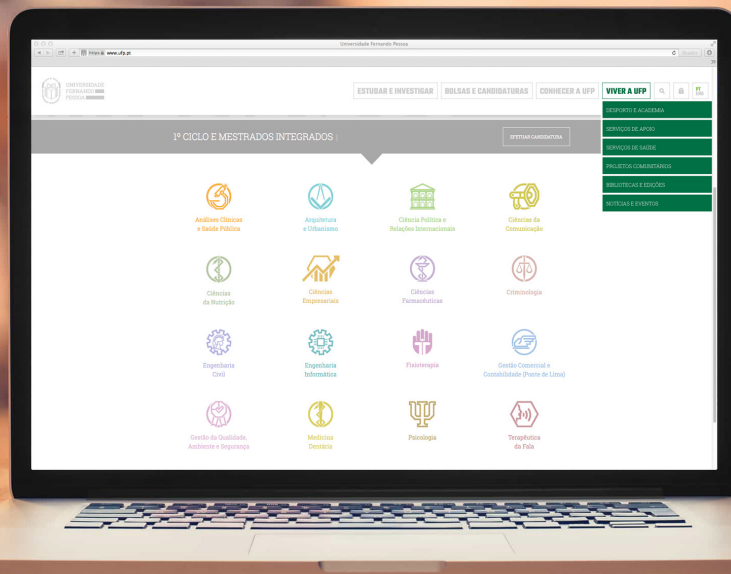 Universidade Fernando Pessoa
www.ufp.pt
UNIVERSIDADE
FERNANDO
PESSOA
ESTUDAR E INVESTIGAR
BOLSAS E CANDIDATURAS
CONHECER A UFP
VIVER A UFP
PT
ENG
DESPORTO E ACADEMIA
SERVIÇOS DE APOIO
SERVIÇOS DE SAÚDE
PROJETOS COMUNITÁRIOS
BIBLIOTECAS E EDIÇÕES
NOTÍCIAS E EVENTOS
1º CICLO E MESTRADOS INTEGRADOS |
EFETUAR CANDIDATURA
Análises Clínicas
e Saúde Pública
Arquitetura
e Urbanismo
Ciência Política e
Relações Internacionais
Ciências da
Comunicação
Ciências
da Nutrição
Ciências
Empresariais
Ciências
Farmacêuticas
Criminologia
Engenharia
Civil
Engenharia
Informática
Fisioterapia
Gestão Comercial e
Contabilidade (Ponte de Lima)
Gestão da Qualidade,
Ambiente e Segurança
Medicina
Dentária
Psicologia
Terapêutica
da Fala